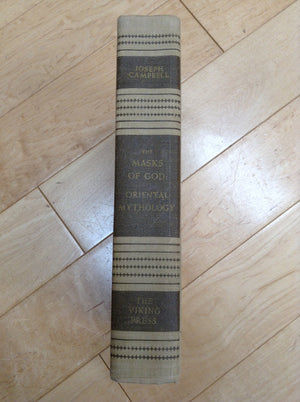 JOSEPH
CAMPBELL
THE
MASKS
OF GOD:
ORIENTAL
MYTHOLOGY
THE
VIKING
PRESS